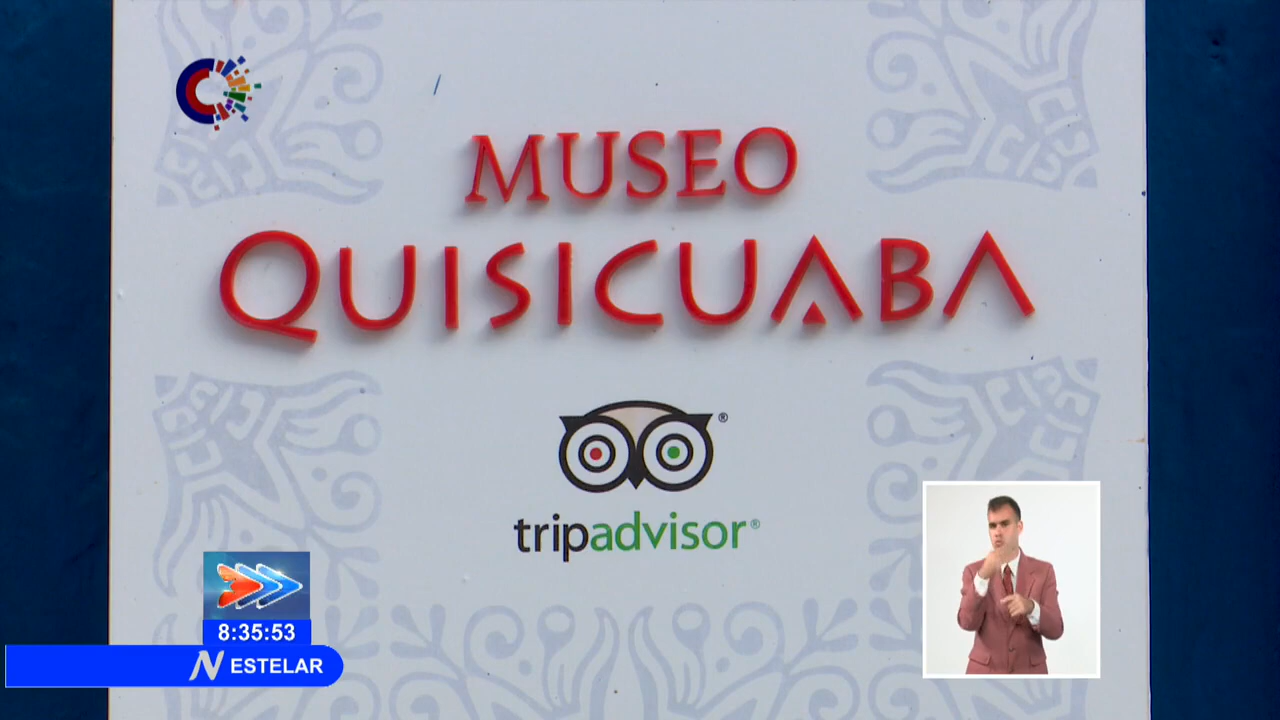 MUSEO
QUISICUABA
®
tripadvisor®
8:35:53
N ESTELAR